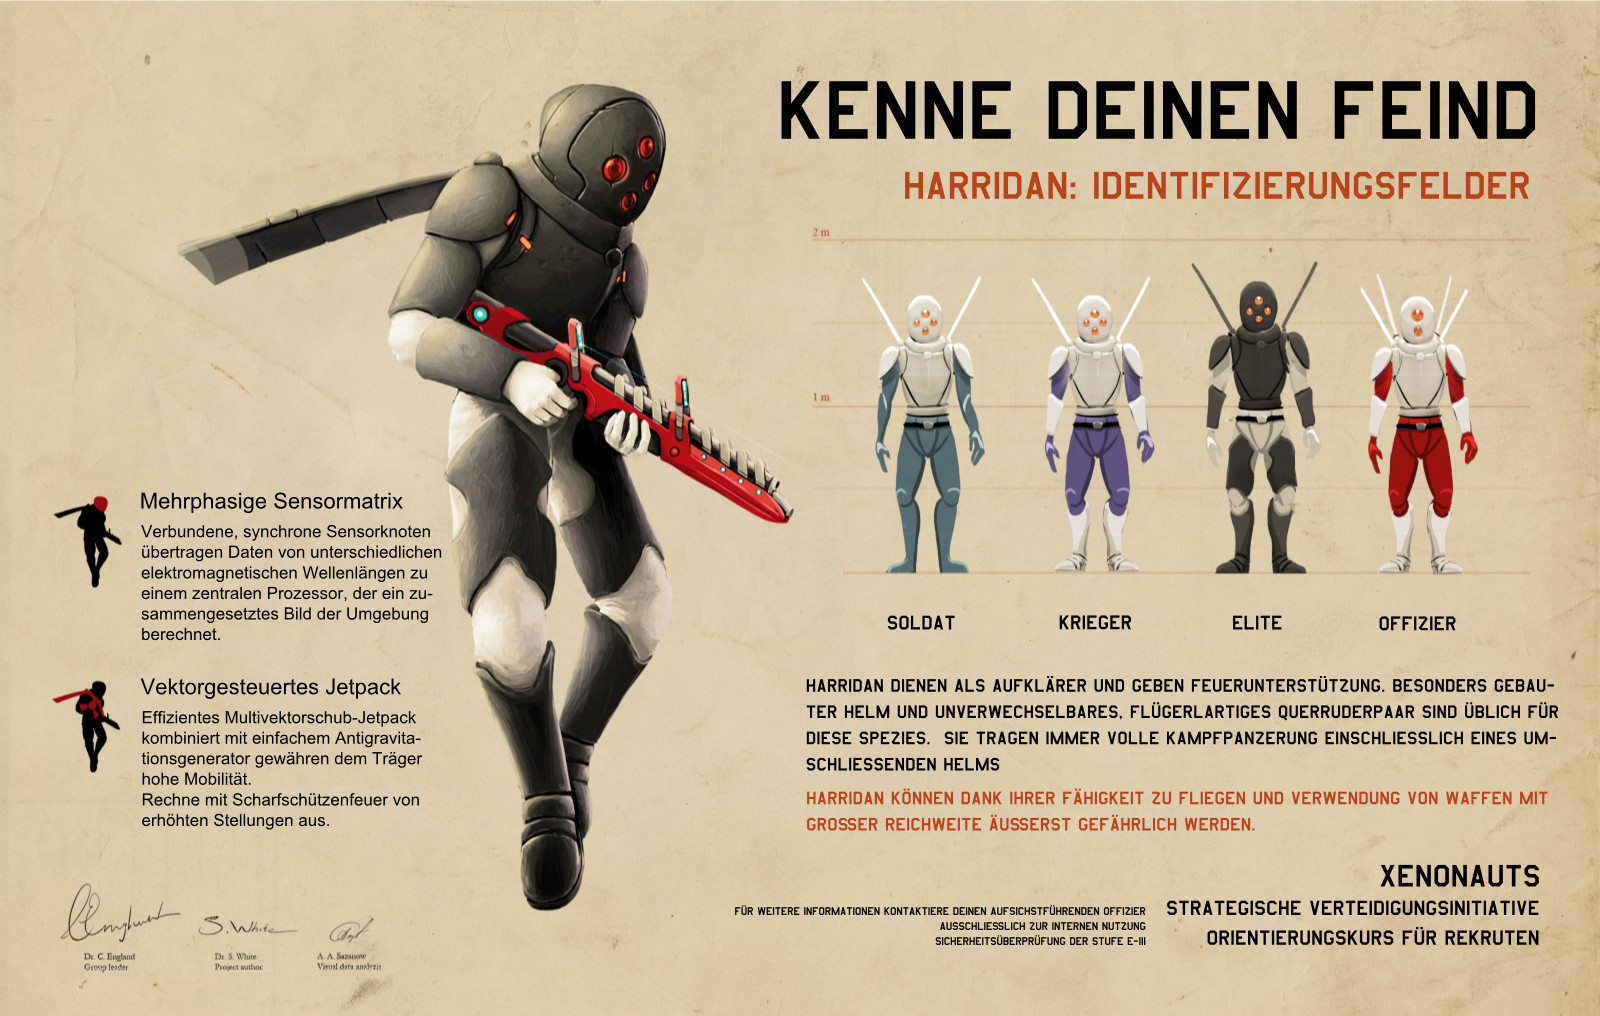 KENNE DEINEN FEIND
HARRIDAN: IDENTIFIZIERUNGSFELDER
2 m
1 m
SOLDAT
KRIEGER
ELITE
OFFIZIER
Mehrphasige Sensormatrix
Verbundene, synchrone Sensorknoten
übertragen Daten von unterschiedlichen
elektromagnetischen Wellenlängen zu
einem zentralen Prozessor, der ein zu-
sammengesetztes Bild der Umgebung
berechnet.
Vektorgesteuertes Jetpack
Effizientes Multivektorschub-Jetpack
kombiniert mit einfachem Antigravita-
tionsgenerator gewähren dem Träger
hohe Mobilität.
Rechne mit Scharfschützenfeuer von
erhöhten Stellungen aus.
HARRIDAN DIENEN ALS AUFKLÄRER UND GEBEN FEUERUNTERSTÜTZUNG. BESONDERS GEBAU-
TER HELM UND UNVERWECHSELBARES, FLÜGERLARTIGES QUERRUDERPAAR SIND ÜBLICH FÜR
DIESE SPEZIES. SIE TRAGEN IMMER VOLLE KAMPFPANZERUNG EINSCHLIESSLICH EINES UM-
SCHLIESSENDEN HELMS
HARRIDAN KÖNNEN DANK IHRER FÄHIGKEIT ZU FLIEGEN UND VERWENDUNG VON WAFFEN MIT
GROSSER REICHWEITE ÄUSSERST GEFÄHRLICH WERDEN.
XENONAUTS
STRATEGISCHE VERTEIDIGUNGSINITIATIVE
ORIENTIERUNGSKURS FÜR REKRUTEN
FÜR WEITERE INFORMATIONEN KONTAKTIERE DEINEN AUFSICHSTFÜHRENDEN OFFIZIER
AUSSCHLIESSLICH ZUR INTERNEN NUTZUNG
SICHERHEITSÜBERPRÜFUNG DER STUFE E-III
S. White
Dr. C. England
Group leader
Dr. S. White
Project author
A. A. Sazanow
Visual data analyzis